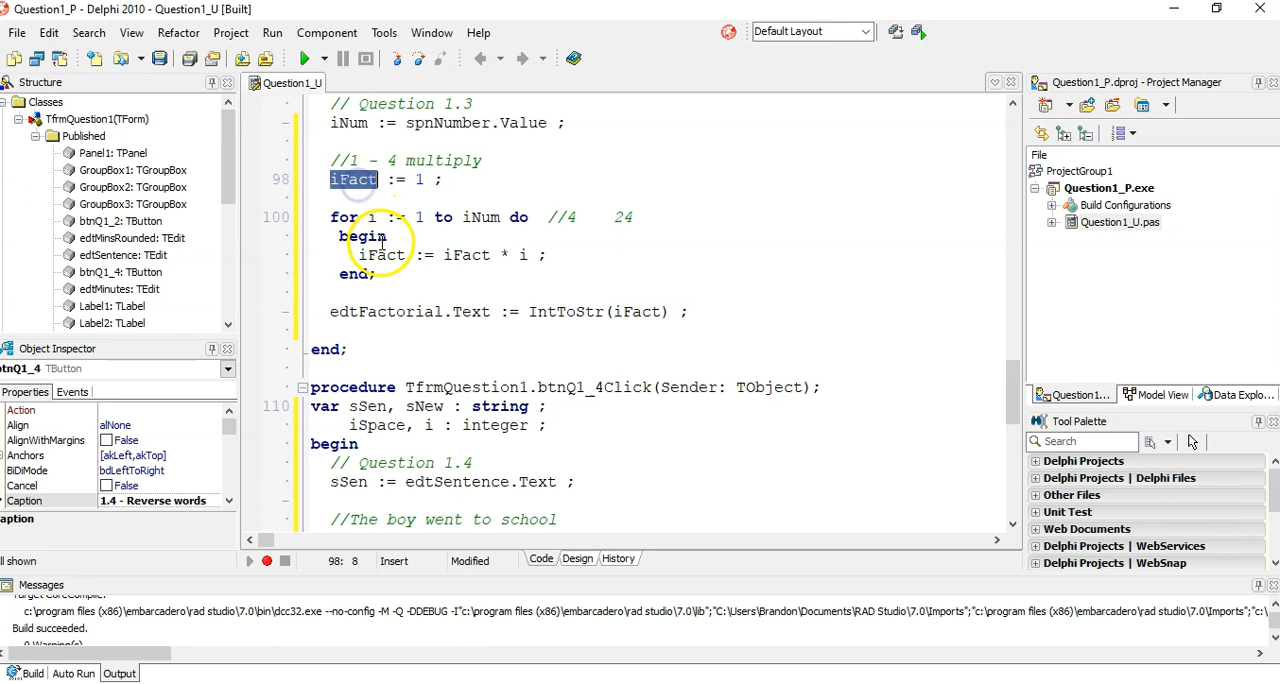 Question1_P - Delphi 2010 - Question1_U [Built]
File Edit Search View Refactor Project Run Component Tools Window Help
Default Layout
Structure
Classes
TfrmQuestion1(TForm)
Published
Panel1: TPanel
GroupBox1: TGroupBox
GroupBox2: TGroupBox
GroupBox3: TGroupBox
btnQ1_2: TButton
edtMinsRounded: TEdit
edtSentence: TEdit
btnQ1_4: TButton
edtMinutes: TEdit
Label1: TLabel
Label2: TLabel
Object Inspector
tnQ1_4 TButton
Properties Events
Action
Align alNone
AlignWithMargins False
Anchors [akLeft,akTop]
BiDiMode bdLeftToRight
Cancel False
Caption 1.4 - Reverse words
aption
ll shown
Question1_U
// Question 1.3
iNum := spnNumber.Value ;
//1 - 4 multiply
98 iFact := 1 ;
100 for i := 1 to iNum do //4 24
begin
iFact := iFact * i ;
end;
edtFactorial.Text := IntToStr(iFact) ;
end;
procedure TfrmQuestion1.btnQ1_4Click(Sender: TObject);
110 var sSen, sNew : string ;
iSpace, i : integer ;
begin
// Question 1.4
sSen := edtSentence.Text ;
//The boy went to school
98: 8 Insert Modified Code Design History
Question1_P.dproj - Project Manager
File
ProjectGroup1
Question1_P.exe
Build Configurations
Question1_U.pas
Question1... Model View Data Explo...
Tool Palette
Search
Delphi Projects
Delphi Projects | Delphi Files
Other Files
Unit Test
Web Documents
Delphi Projects | WebServices
Delphi Projects | WebSnap
Messages
c:\program files (x86)\embarcadero\rad studio\7.0\bin\dcc32.exe --no-config -M -Q -DDEBUG -I"c:\program files (x86)\embarcadero\rad studio\7.0\lib";"C:\Users\Brandon\Documents\RAD Studio\7.0\Imports";"c:\program files (x86)\embarcadero\rad studio\7.0\Imports";"c:
Build succeeded.
0 Warning(s)
Build Auto Run Output